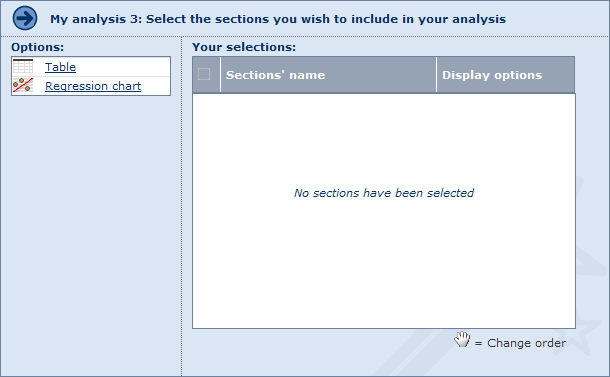 My analysis 3: Select the sections you wish to include in your analysis
Options:
Table
Regression chart
Your selections:
Sections' name
Display options
No sections have been selected
= Change order